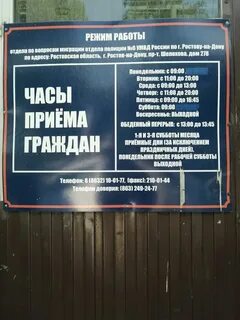 РЕЖИМ РАБОТЫ
отдела по вопросам миграции отдела полиции №6 УМВД России по г. Ростову-на-Дону
по адресу: Ростовская область, г. Ростов-на-Дону, пр. Шолохова, дом 276
ЧАСЫ
ПРИЁМА
ГРАЖДАН
Понедельник: с 09:00
Вторник: с 11:00 до 20:00
Среда: с 09:00 до 13:00
Четверг: с 11:00 до 20:00
Пятница: с 09:00 до 16:45
Суббота: 09:00
Воскресенье: ВЫХОДНОЙ
ОБЕДЕННЫЙ ПЕРЕРЫВ: с 13:00 до 13:45
1-Я И 3-Я СУББОТЫ МЕСЯЦА
ПРИЁМНЫЕ ДНИ (ЗА ИСКЛЮЧЕНИЕМ
ПРАЗДНИЧНЫХ ДНЕЙ).
ПОНЕДЕЛЬНИК ПОСЛЕ РАБОЧЕЙ СУББОТЫ
ВЫХОДНОЙ
Телефон: 8 (8632) 10-01-77, (факс): 210-01-44
Телефон доверия: (863) 249-24-77